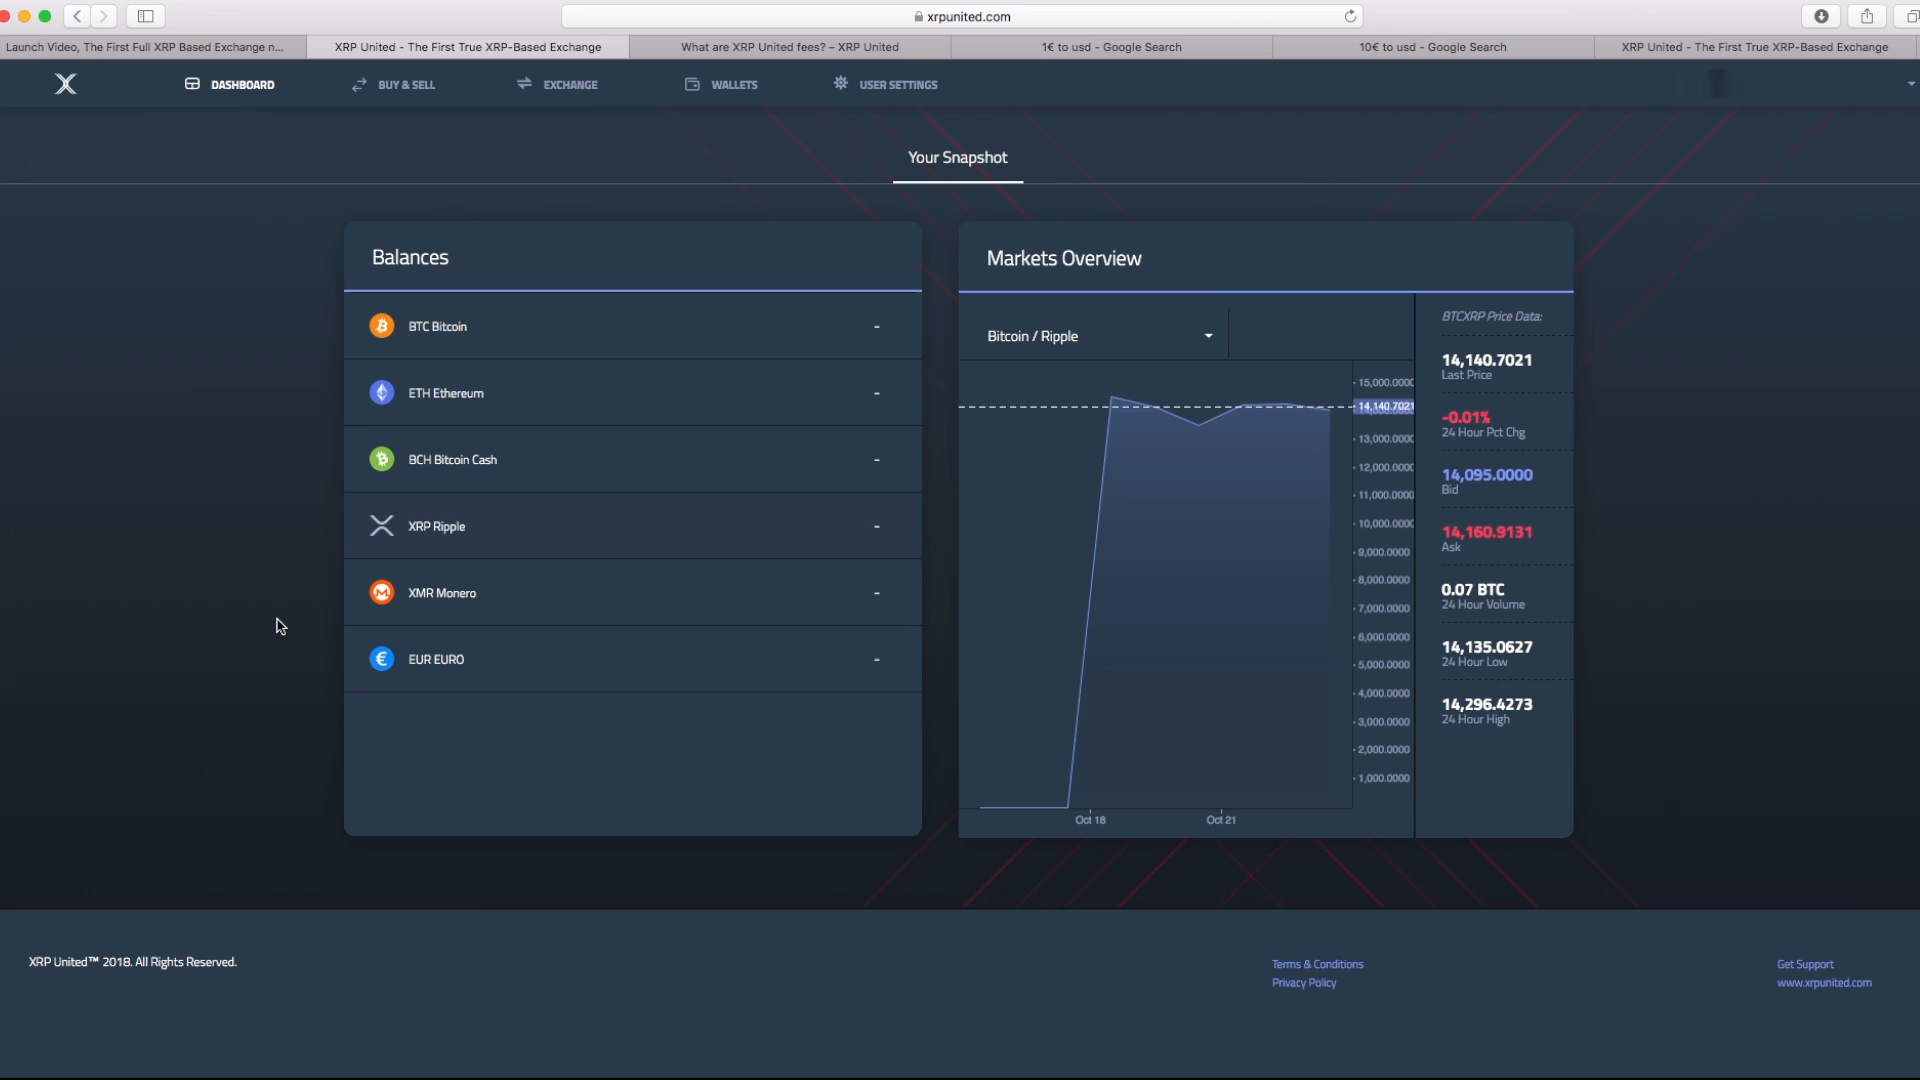 xrpunited.com
Launch Video, The First Full XRP Based Exchange n...
XRP United - The First True XRP-Based Exchange
What are XRP United fees? – XRP United
1€ to usd - Google Search
10€ to usd - Google Search
XRP United - The First True XRP-Based Exchange
DASHBOARD
BUY & SELL
EXCHANGE
WALLETS
USER SETTINGS
Your Snapshot
Balances
BTC Bitcoin -
ETH Ethereum -
BCH Bitcoin Cash -
XRP Ripple -
XMR Monero -
EUR EURO -
Markets Overview
Bitcoin / Ripple
15,000.0000
14,140.7021
13,000.0000
12,000.0000
11,000.0000
10,000.0000
9,000.0000
8,000.0000
7,000.0000
6,000.0000
5,000.0000
4,000.0000
3,000.0000
2,000.0000
1,000.0000
Oct 18
Oct 21
BTCXRP Price Data:
14,140.7021
Last Price
-0.01%
24 Hour Pct Chg
14,095.0000
Bid
14,160.9131
Ask
0.07 BTC
24 Hour Volume
14,135.0627
24 Hour Low
14,296.4273
24 Hour High
XRP United™ 2018. All Rights Reserved.
Terms & Conditions
Privacy Policy
Get Support
www.xrpunited.com